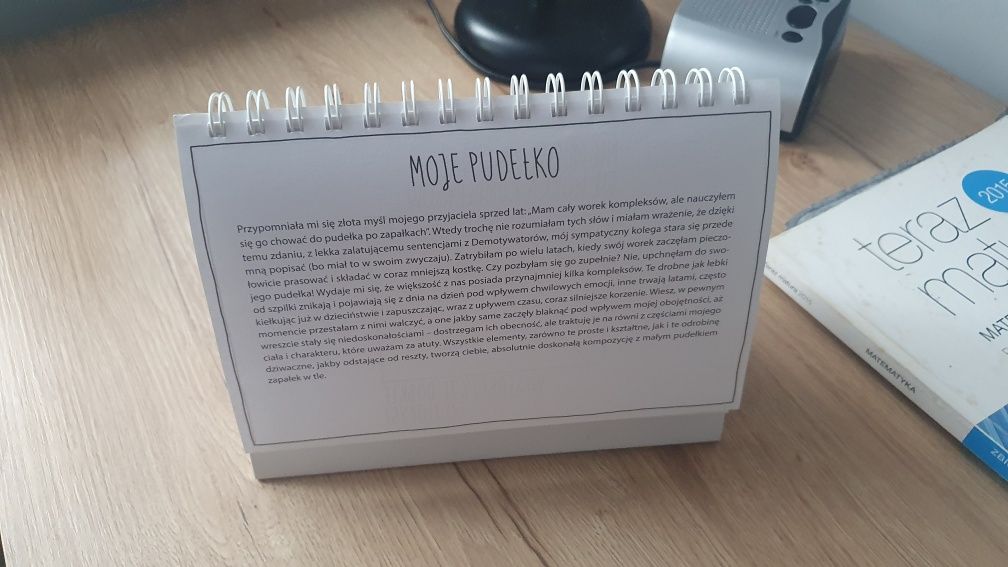 MOJE PUDEŁKO
Przypomniała mi się złota myśl mojego przyjaciela sprzed lat: „Mam cały worek kompleksów, ale nauczyłem
się go chować do pudełka po zapałkach”. Wtedy trochę nie rozumiałam tych słów i miałam wrażenie, że dzięki
temu zdaniu, z lekka zalatującemu sentencjami z Demotywatorów, mój sympatyczny kolega stara się przede
mną popisać (bo miał to w swoim zwyczaju). Zatrybiłam po wielu latach, kiedy swój worek zaczęłam pieczo-
łowicie prasować i składać w coraz mniejszą kostkę. Czy pozbyłam się go zupełnie? Nie, upchnęłam do swo-
jego pudełka! Wydaje mi się, że większość z nas posiada przynajmniej kilka kompleksów. Te drobne jak łebki
od szpilki znikają i pojawiają się z dnia na dzień pod wpływem chwilowych emocji, inne trwają latami, często
kiełkując już w dzieciństwie i zapuszczając, wraz z upływem czasu, coraz silniejsze korzenie. Wiesz, w pewnym
momencie przestałam z nimi walczyć, a one jakby same zaczęły blaknąć pod wpływem mojej obojętności, aż
wreszcie stały się niedoskonałościami – dostrzegam ich obecność, ale traktuję je na równi z częściami mojego
ciała i charakteru, które uważam za atuty. Wszystkie elementy, zarówno te proste i kształtne, jak i te odrobinę
dziwaczne, jakby odstające od reszty, tworzą ciebie, absolutnie doskonałą kompozycję z małym pudełkiem
zapałek w tle.
teraz
2015
MATEMATYKA